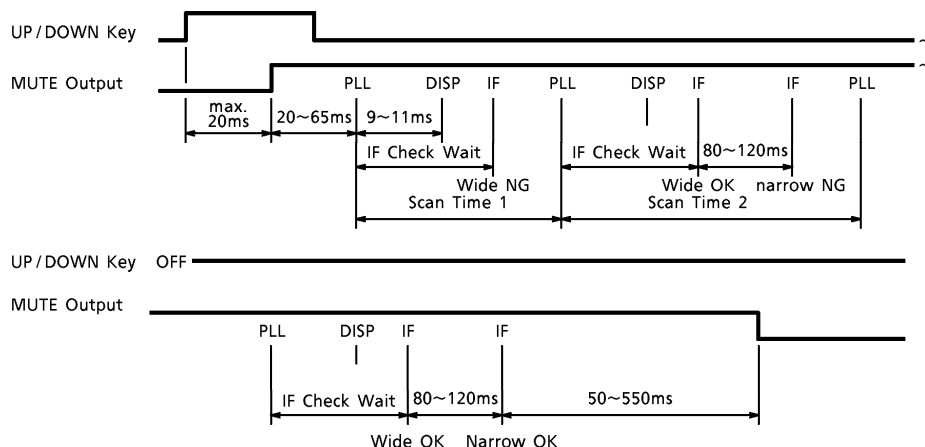 UP/DOWN Key
MUTE Output
PLL DISP IF PLL DISP IF IF PLL
max.
20ms
20~65ms 9~11ms
IF Check Wait IF Check Wait 80~120ms
Wide NG Wide OK narrow NG
Scan Time 1 Scan Time 2
UP/DOWN Key OFF
MUTE Output
PLL DISP IF IF
IF Check Wait 80~120ms 50~550ms
Wide OK Narrow OK